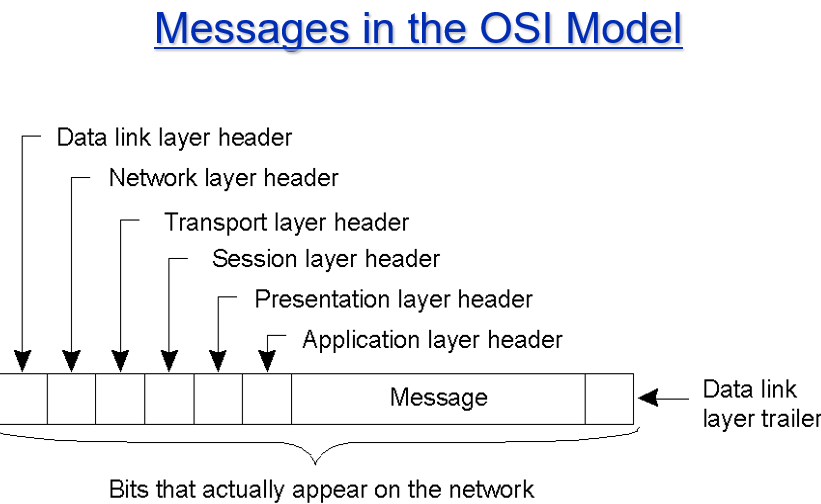 Messages in the OSI Model
Data link layer header
Network layer header
Transport layer header
Session layer header
Presentation layer header
Application layer header
Message
Data link
layer trailer
Bits that actually appear on the network